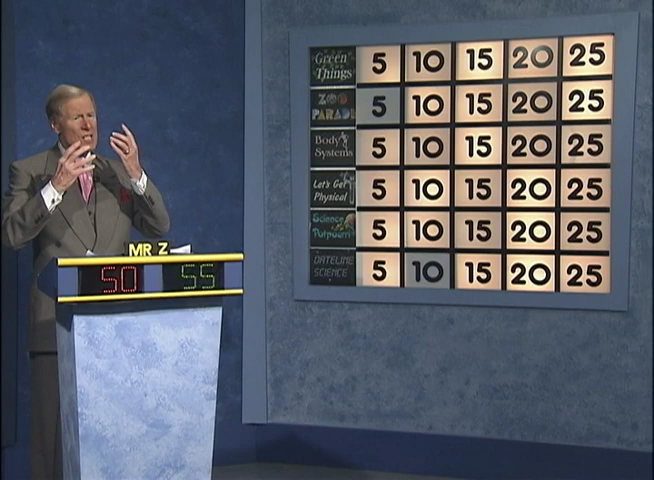 Green Things 5 10 15 20 25
ZOO PARADE 5 10 15 20 25
Body Systems 5 10 15 20 25
Let's Get Physical 5 10 15 20 25
Science Potpourri 5 10 15 20 25
DATELINE SCIENCE 5 10 15 20 25
MR Z
50 55